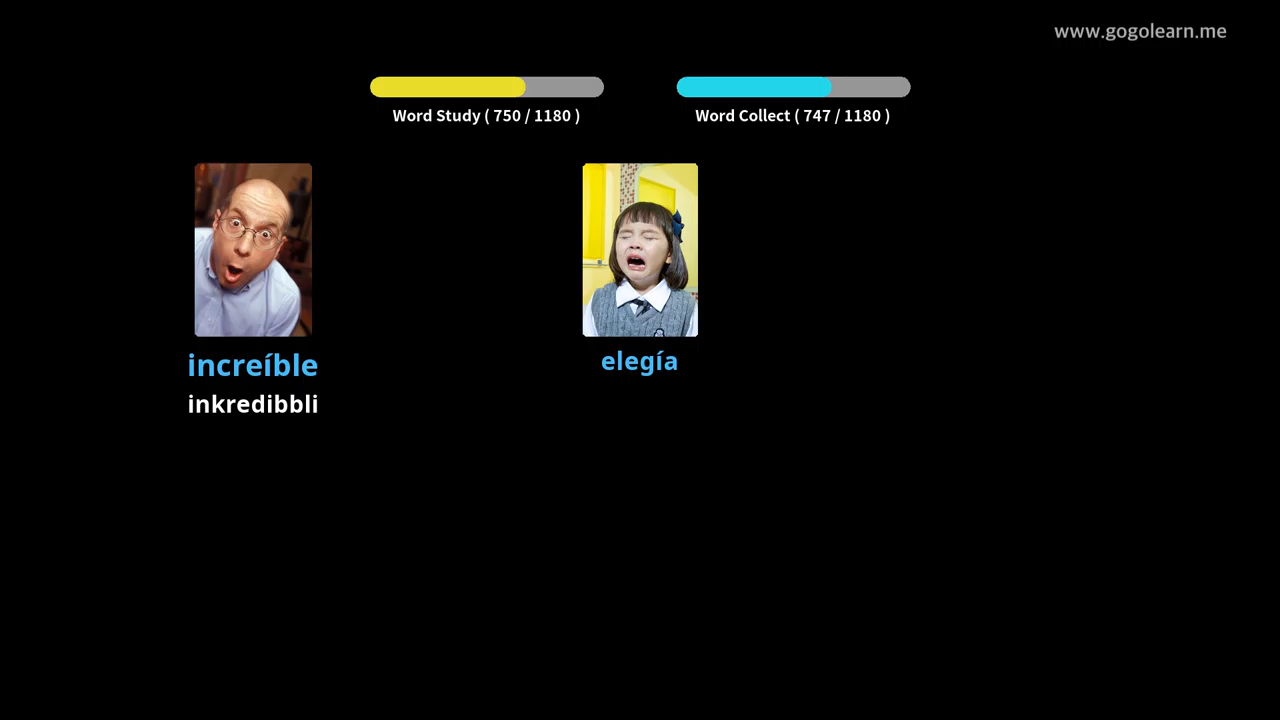 www.gogolearn.me
Word Study ( 750 / 1180 )
Word Collect ( 747 / 1180 )
increíble
inkredibbli
elegía